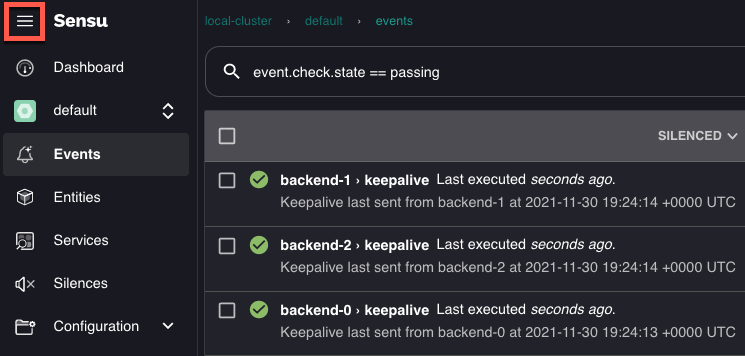 Sensu
Dashboard
default
Events
Entities
Services
Silences
Configuration
local-cluster › default › events
event.check.state == passing
SILENCED
backend-1 › keepalive Last executed seconds ago.
Keepalive last sent from backend-1 at 2021-11-30 19:24:14 +0000 UTC
backend-2 › keepalive Last executed seconds ago.
Keepalive last sent from backend-2 at 2021-11-30 19:24:14 +0000 UTC
backend-0 › keepalive Last executed seconds ago.
Keepalive last sent from backend-0 at 2021-11-30 19:24:13 +0000 UTC